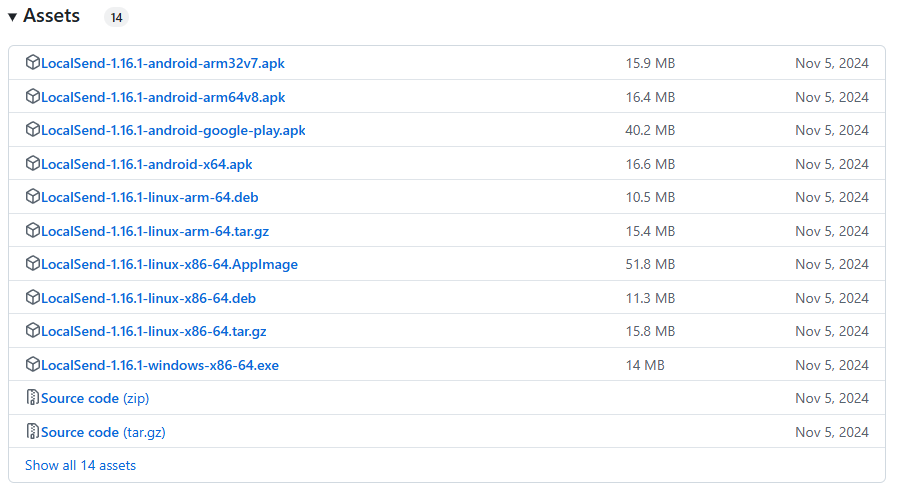 Assets 14
LocalSend-1.16.1-android-arm32v7.apk 15.9 MB Nov 5, 2024
LocalSend-1.16.1-android-arm64v8.apk 16.4 MB Nov 5, 2024
LocalSend-1.16.1-android-google-play.apk 40.2 MB Nov 5, 2024
LocalSend-1.16.1-android-x64.apk 16.6 MB Nov 5, 2024
LocalSend-1.16.1-linux-arm-64.deb 10.5 MB Nov 5, 2024
LocalSend-1.16.1-linux-arm-64.tar.gz 15.4 MB Nov 5, 2024
LocalSend-1.16.1-linux-x86-64.AppImage 51.8 MB Nov 5, 2024
LocalSend-1.16.1-linux-x86-64.deb 11.3 MB Nov 5, 2024
LocalSend-1.16.1-linux-x86-64.tar.gz 15.8 MB Nov 5, 2024
LocalSend-1.16.1-windows-x86-64.exe 14 MB Nov 5, 2024
Source code (zip) Nov 5, 2024
Source code (tar.gz) Nov 5, 2024
Show all 14 assets